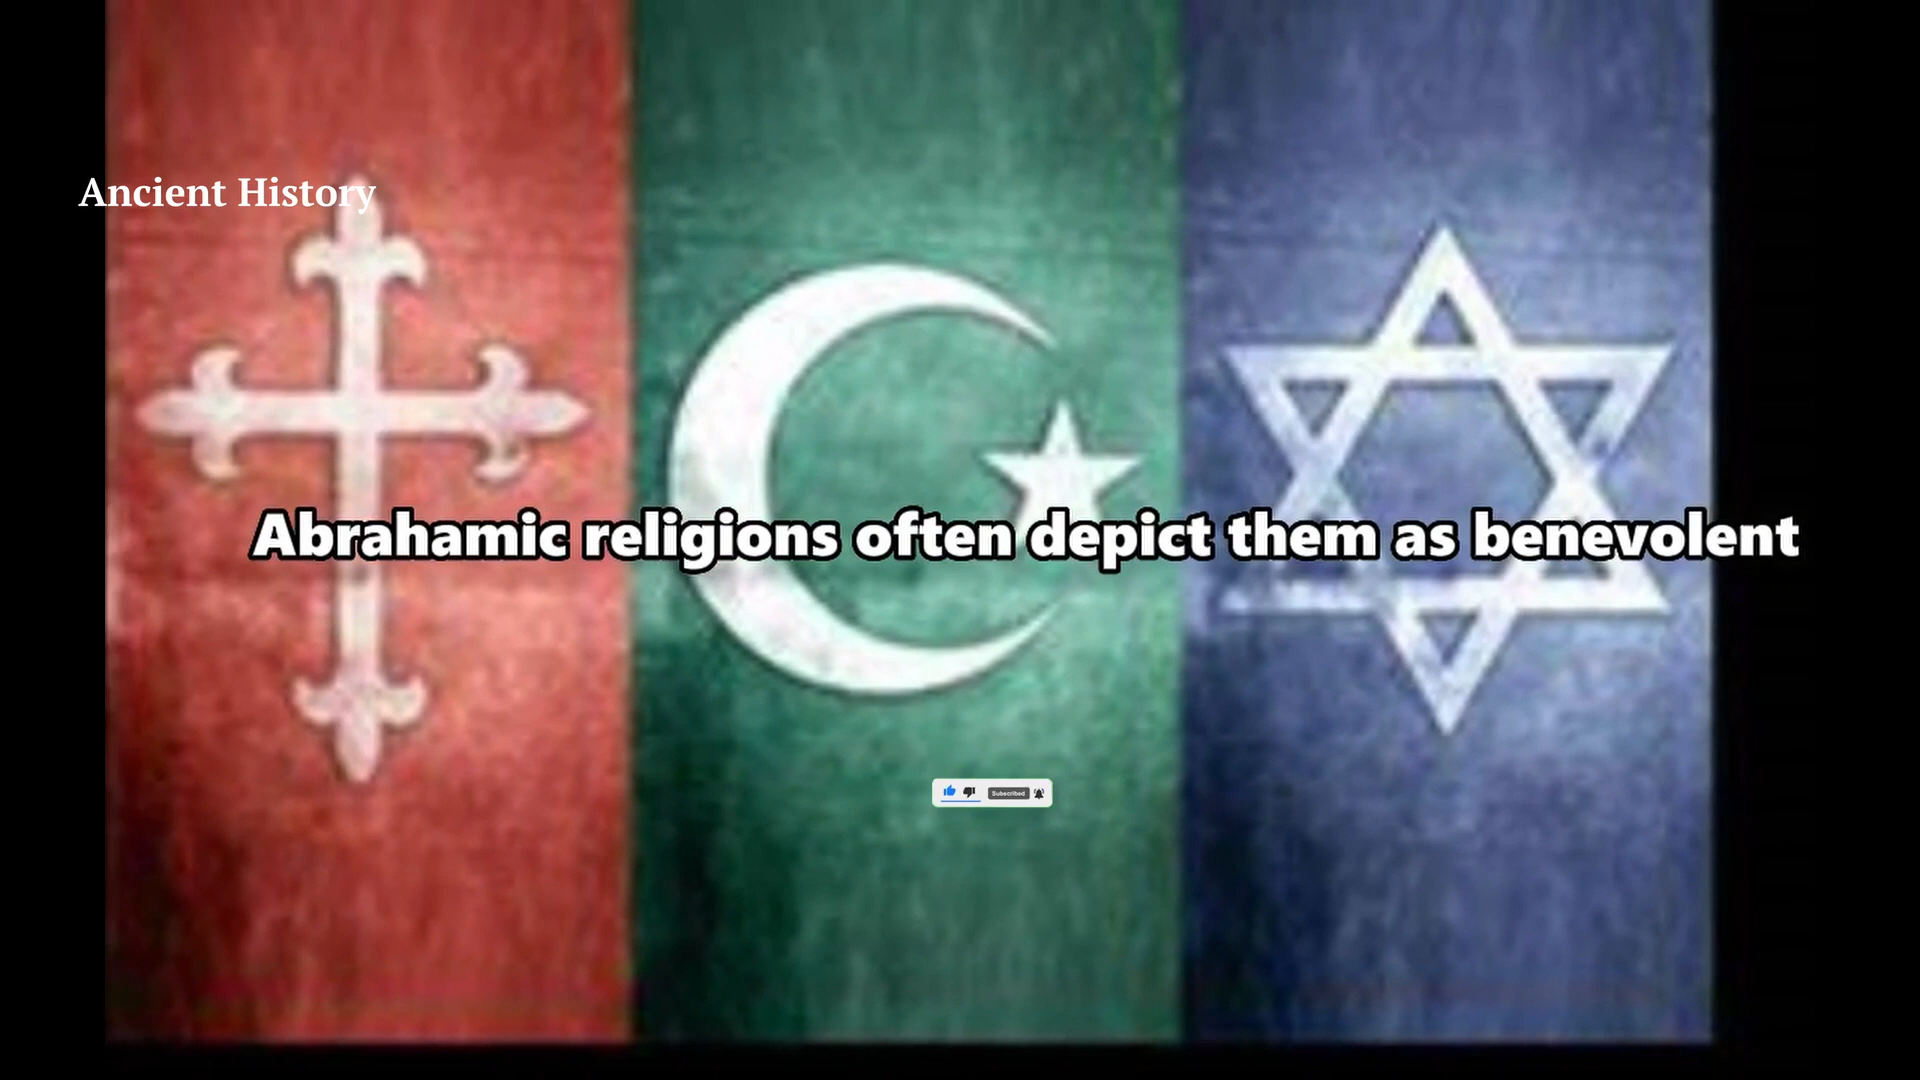 Ancient History
Abrahamic religions often depict them as benevolent
Subscribed